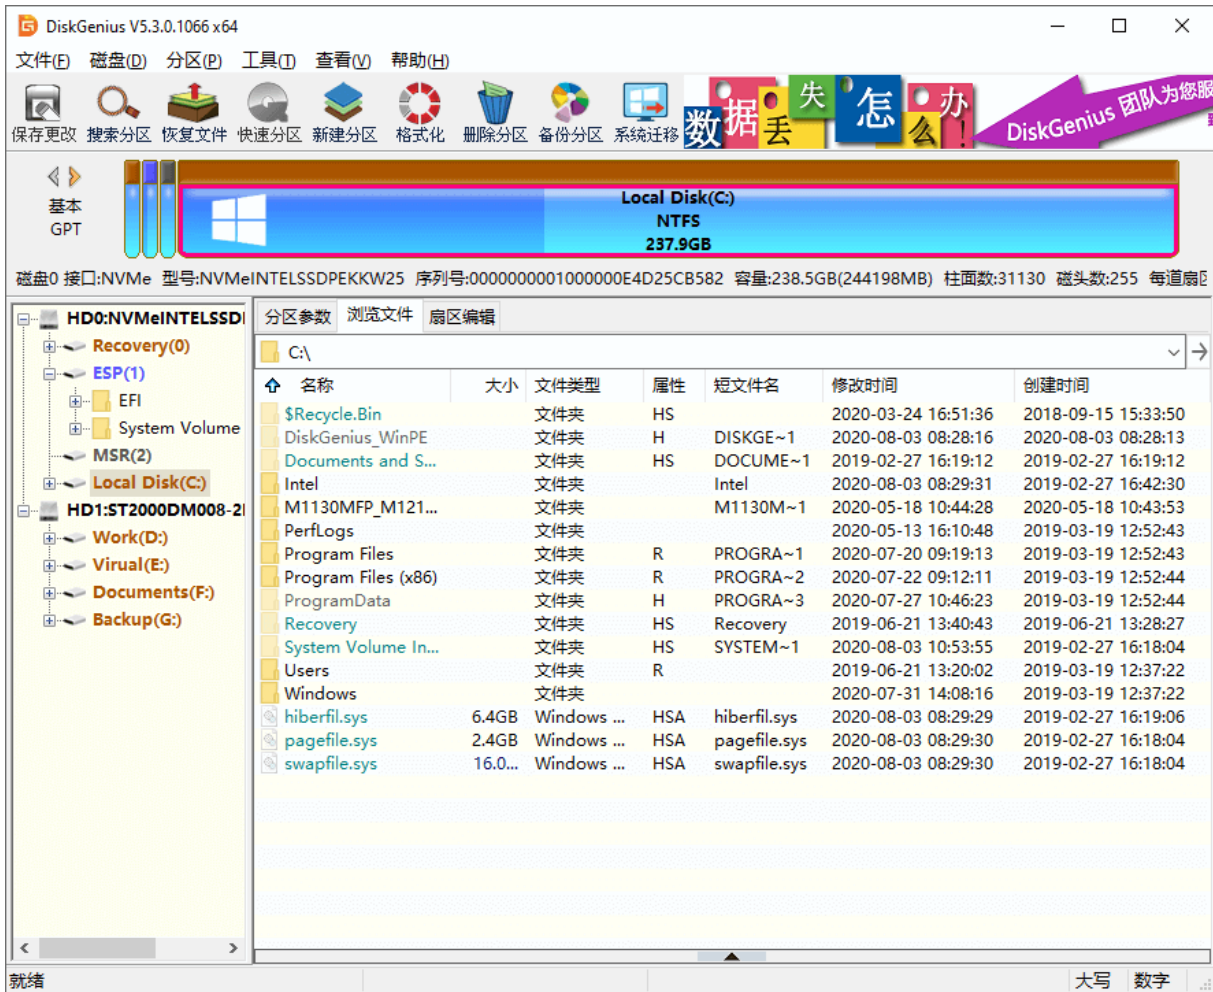 DiskGenius V5.3.0.1066 x64
文件(F) 磁盘(D) 分区(P) 工具(T) 查看(V) 帮助(H)
保存更改 搜索分区 恢复文件 快速分区 新建分区 格式化 删除分区 备份分区 系统迁移
数据丢失怎么办!
DiskGenius 团队为您服
基本
GPT
Local Disk(C:)
NTFS
237.9GB
磁盘0 接口:NVMe 型号:NVMeINTELSSDPEKKW25 序列号:0000000001000000E4D25CB582 容量:238.5GB(244198MB) 柱面数:31130 磁头数:255 每道扇区
HD0:NVMeINTELSSD
Recovery(0)
ESP(1)
EFI
System Volume
MSR(2)
Local Disk(C:)
HD1:ST2000DM008-2
Work(D:)
Virual(E:)
Documents(F:)
Backup(G:)
分区参数 浏览文件 扇区编辑
C:\
名称 大小 文件类型 属性 短文件名 修改时间 创建时间
$Recycle.Bin 文件夹 HS 2020-03-24 16:51:36 2018-09-15 15:33:50
DiskGenius_WinPE 文件夹 H DISKGE~1 2020-08-03 08:28:16 2020-08-03 08:28:13
Documents and S... 文件夹 HS DOCUME~1 2019-02-27 16:19:12 2019-02-27 16:19:12
Intel 文件夹 Intel 2020-08-03 08:29:31 2019-02-27 16:42:30
M1130MFP_M121... 文件夹 M1130M~1 2020-05-18 10:44:28 2020-05-18 10:43:53
PerfLogs 文件夹 2020-05-13 16:10:48 2019-03-19 12:52:43
Program Files 文件夹 R PROGRA~1 2020-07-20 09:19:13 2019-03-19 12:52:43
Program Files (x86) 文件夹 R PROGRA~2 2020-07-22 09:12:11 2019-03-19 12:52:44
ProgramData 文件夹 H PROGRA~3 2020-07-27 10:46:23 2019-03-19 12:52:44
Recovery 文件夹 HS Recovery 2019-06-21 13:40:43 2019-06-21 13:28:27
System Volume In... 文件夹 HS SYSTEM~1 2020-08-03 10:53:55 2019-02-27 16:18:04
Users 文件夹 R 2019-06-21 13:20:02 2019-03-19 12:37:22
Windows 文件夹 2020-07-31 14:08:16 2019-03-19 12:37:22
hiberfil.sys 6.4GB Windows ... HSA hiberfil.sys 2020-08-03 08:29:29 2019-02-27 16:19:06
pagefile.sys 2.4GB Windows ... HSA pagefile.sys 2020-08-03 08:29:30 2019-02-27 16:18:04
swapfile.sys 16.0... Windows ... HSA swapfile.sys 2020-08-03 08:29:30 2019-02-27 16:18:04
就绪 大写 数字